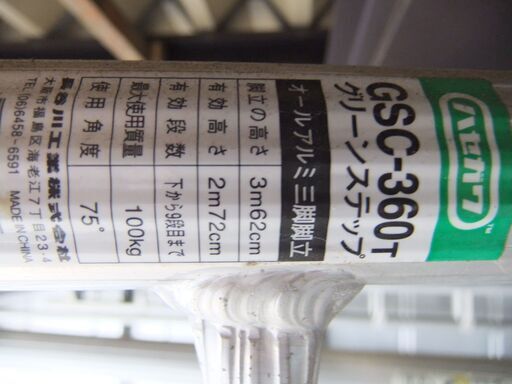 ハセガワ™
GSC-360T
グリーンステップ
オールアルミ三脚脚立
脚立の高さ 3m62cm
有効高さ 2m72cm
有効段数 下から9段目まで
最大使用質量 100kg
使用角度 75°
長谷川工業株式会社
大阪市福島区海老江7丁目23.4
TEL(06)6458-6591 MADE IN CHINA